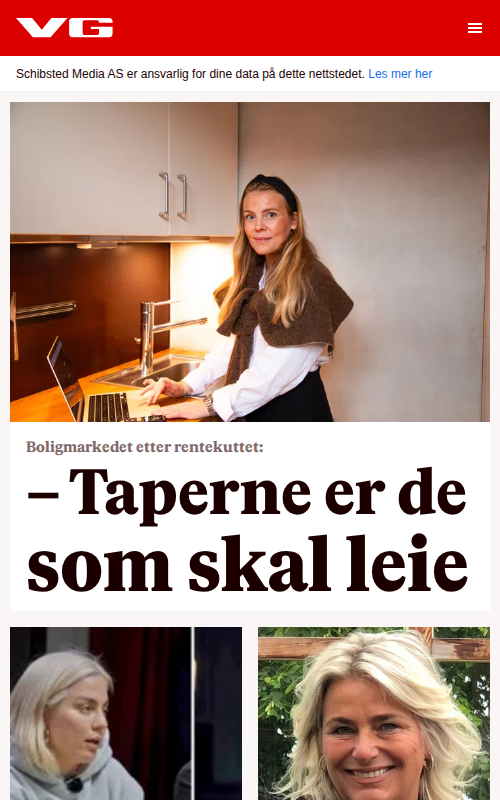 VG
Schibsted Media AS er ansvarlig for dine data på dette nettstedet. Les mer her
Boligmarkedet etter rentekuttet:
– Taperne er de
som skal leie